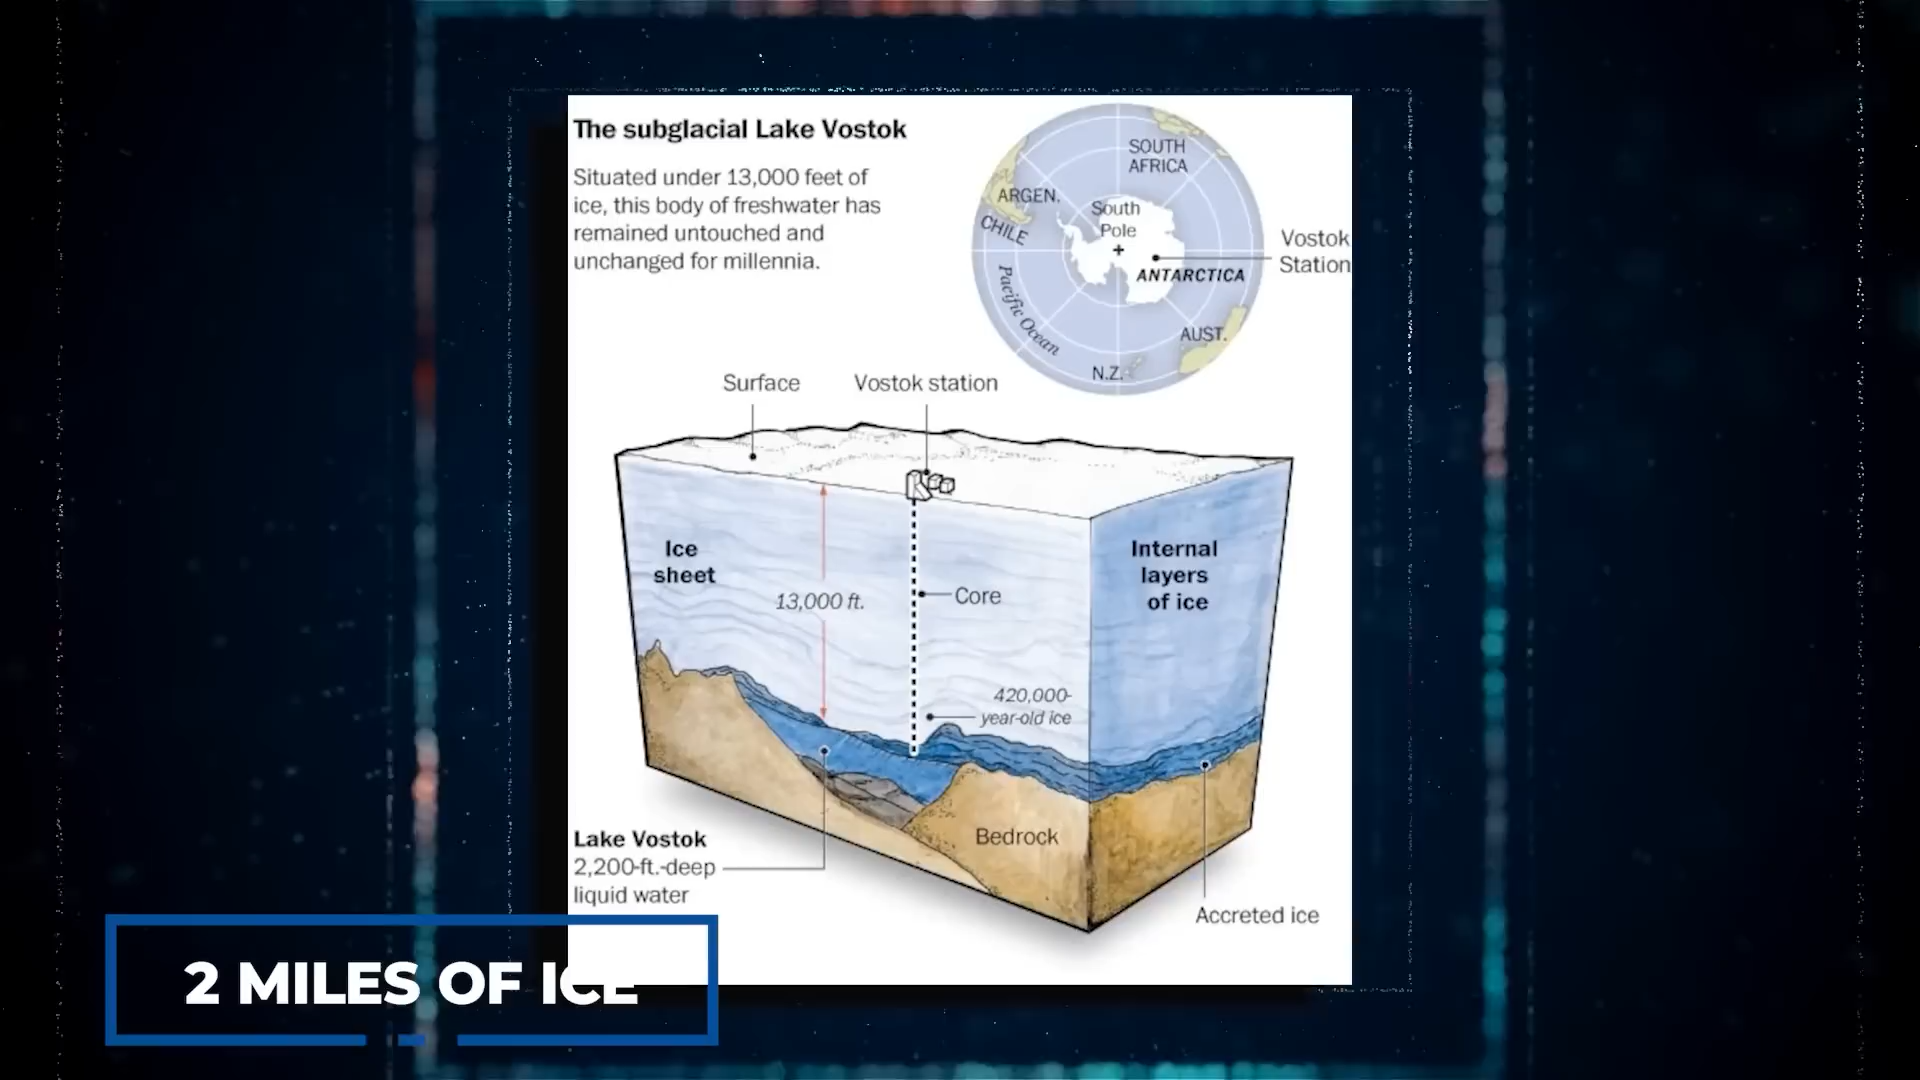 The subglacial Lake Vostok
Situated under 13,000 feet of
ice, this body of freshwater has
remained untouched and
unchanged for millennia.
SOUTH
AFRICA
ARGEN.
CHILE
South
Pole
+
Vostok
Station
ANTARCTICA
Pacific Ocean
AUST.
N.Z.
Surface
Vostok station
Ice
sheet
13,000 ft.
Core
Internal
layers
of ice
420,000-
year-old ice
Lake Vostok
2,200-ft.-deep
liquid water
Bedrock
Accreted ice
2 MILES OF ICE